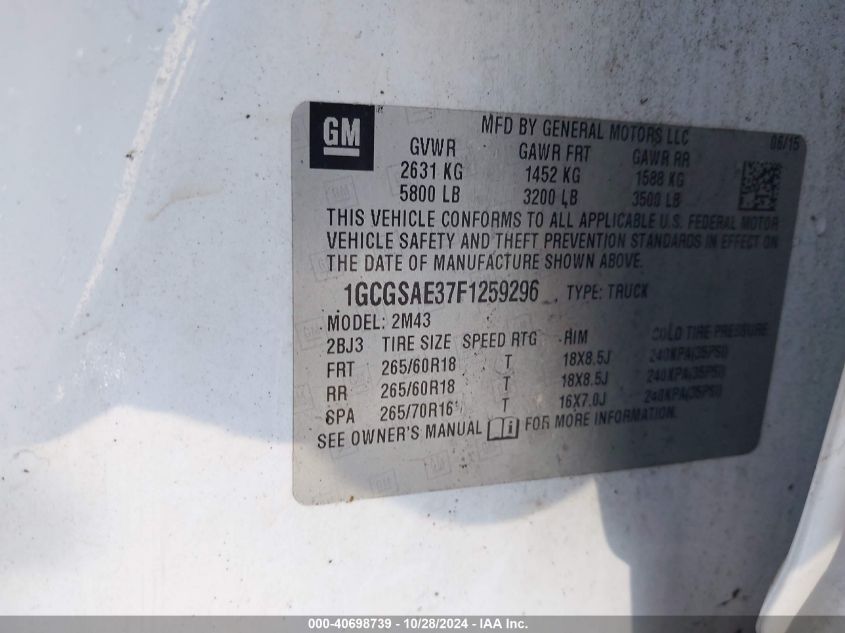 GM
MFD BY GENERAL MOTORS LLC 06/15
GVWR GAWR FRT GAWR RR
2631 KG 1452 KG 1588 KG
5800 LB 3200 LB 3500 LB
THIS VEHICLE CONFORMS TO ALL APPLICABLE U.S. FEDERAL MOTOR
VEHICLE SAFETY AND THEFT PREVENTION STANDARDS IN EFFECT ON
THE DATE OF MANUFACTURE SHOWN ABOVE.
1GCGSAE37F1259296 TYPE: TRUCK
MODEL: 2M43
2BJ3 TIRE SIZE SPEED RTG RIM COLD TIRE PRESSURE
FRT 265/60R18 T 18X8.5J 240KPA(35PSI)
RR 265/60R18 T 18X8.5J 240KPA(35PSI)
SPA 265/70R16 T 16X7.0J 240KPA(35PSI)
SEE OWNER'S MANUAL FOR MORE INFORMATION.
000-40698739 - 10/28/2024 - IAA Inc.